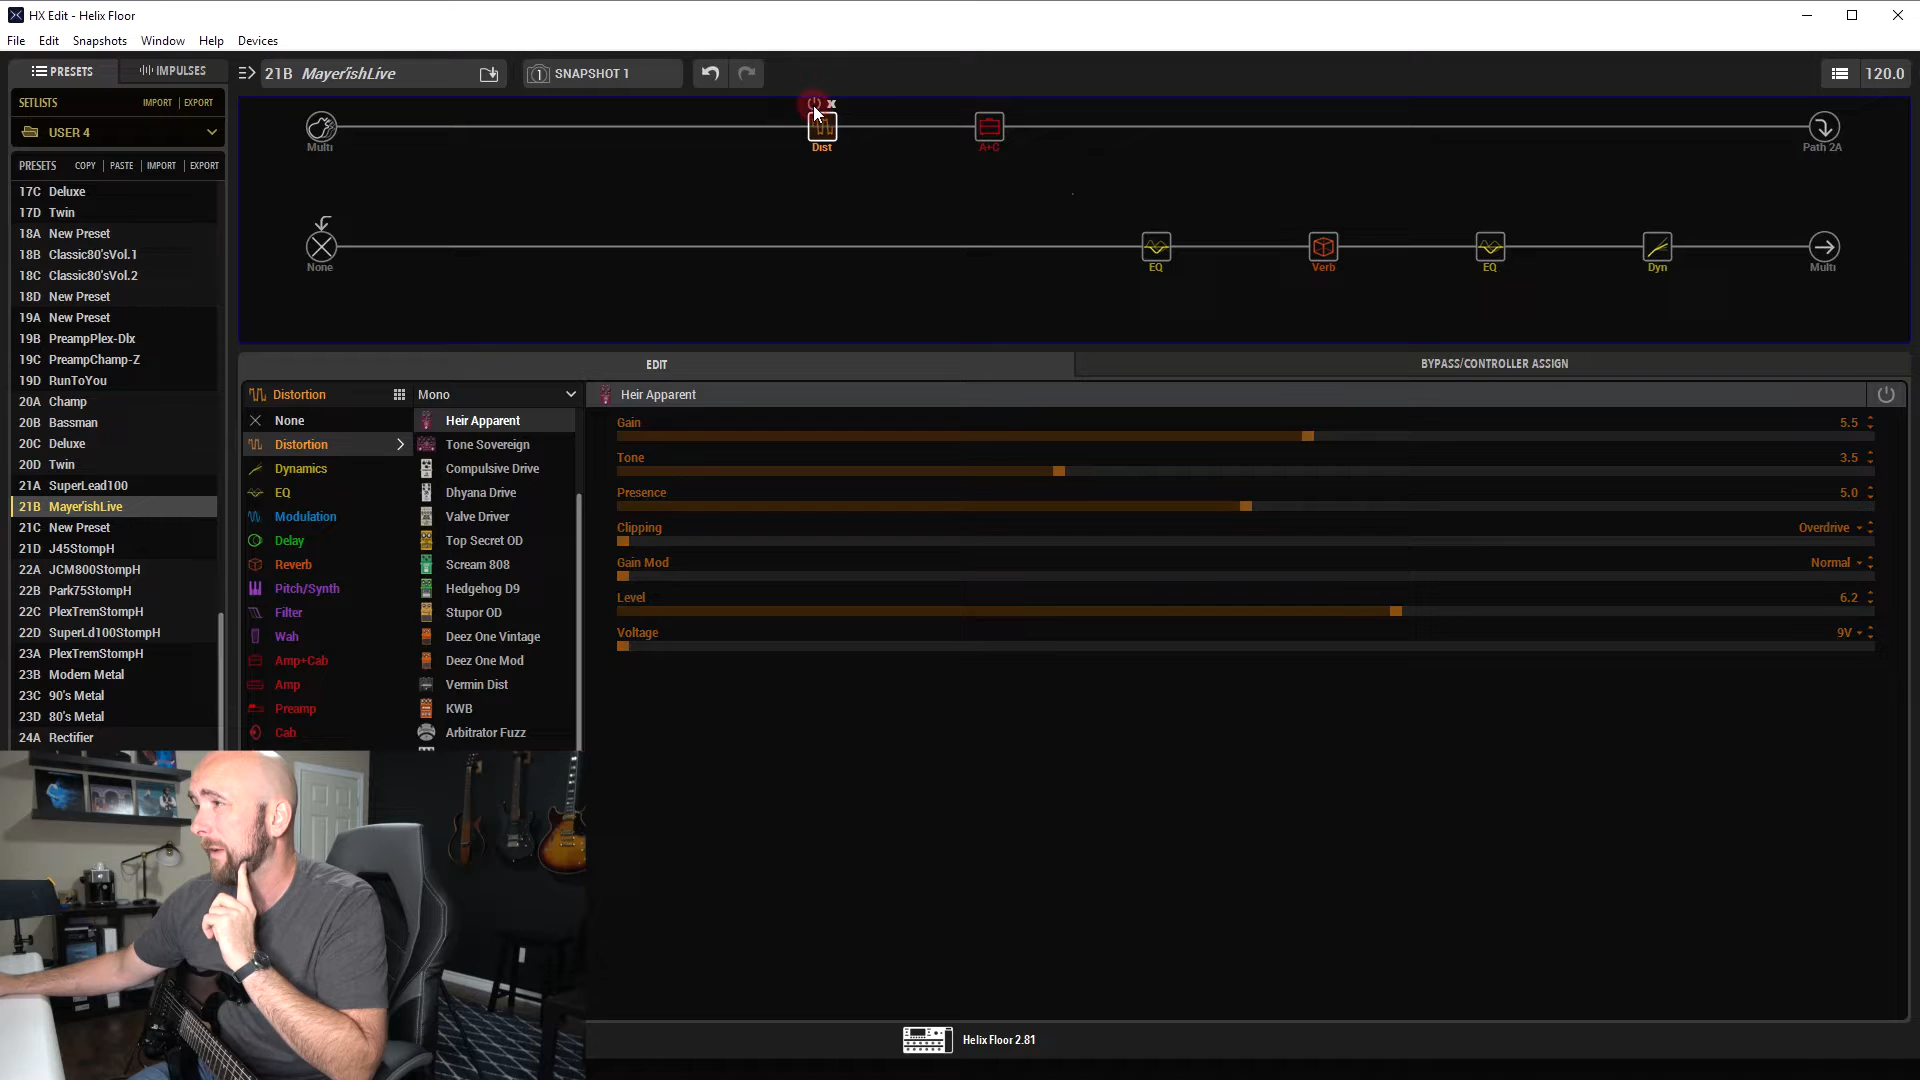 HX Edit - Helix Floor
File Edit Snapshots Window Help Devices
PRESETS IMPULSES 21B Mayer'ishLive 1 SNAPSHOT 1 120.0
SETLISTS IMPORT EXPORT
USER 4
PRESETS COPY PASTE IMPORT EXPORT
17C Deluxe
17D Twin
18A New Preset
18B Classic80'sVol.1
18C Classic80'sVol.2
18D New Preset
19A New Preset
19B PreampPlex-Dlx
19C PreampChamp-Z
19D RunToYou
20A Champ
20B Bassman
20C Deluxe
20D Twin
21A SuperLead100
21B Mayer'ishLive
21C New Preset
21D J45StompH
22A JCM800StompH
22B Park75StompH
22C PlexTremStompH
22D SuperLd100StompH
23A PlexTremStompH
23B Modern Metal
23C 90's Metal
23D 80's Metal
24A Rectifier
Multi Dist A+C Path 2A
None EQ Verb EQ Dyn Multi
EDIT BYPASS/CONTROLLER ASSIGN
Distortion Mono
None
Distortion
Dynamics
EQ
Modulation
Delay
Reverb
Pitch/Synth
Filter
Wah
Amp+Cab
Amp
Preamp
Cab
Heir Apparent
Tone Sovereign
Compulsive Drive
Dhyana Drive
Valve Driver
Top Secret OD
Scream 808
Hedgehog D9
Stupor OD
Deez One Vintage
Deez One Mod
Vermin Dist
KWB
Arbitrator Fuzz
Heir Apparent
Gain 5.5
Tone 3.5
Presence 5.0
Clipping Overdrive
Gain Mod Normal
Level 6.2
Voltage 9V
Helix Floor 2.81